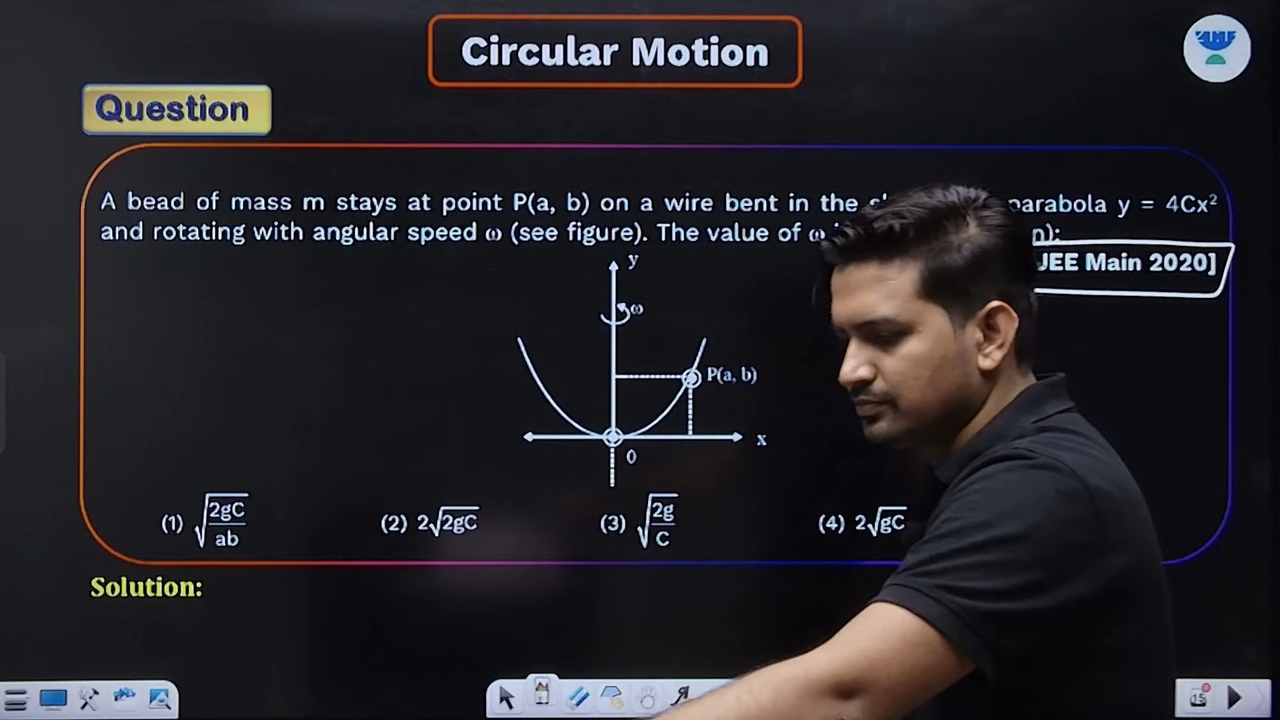 Circular Motion
Question
A bead of mass m stays at point P(a, b) on a wire bent in the parabola y = 4Cx²
and rotating with angular speed ω (see figure). The value of ω
JEE Main 2020]
y
ω
P(a, b)
x
0
(1) √(2gC/ab) (2) 2√(2gC) (3) √(2g/C) (4) 2√(gC)
Solution:
15